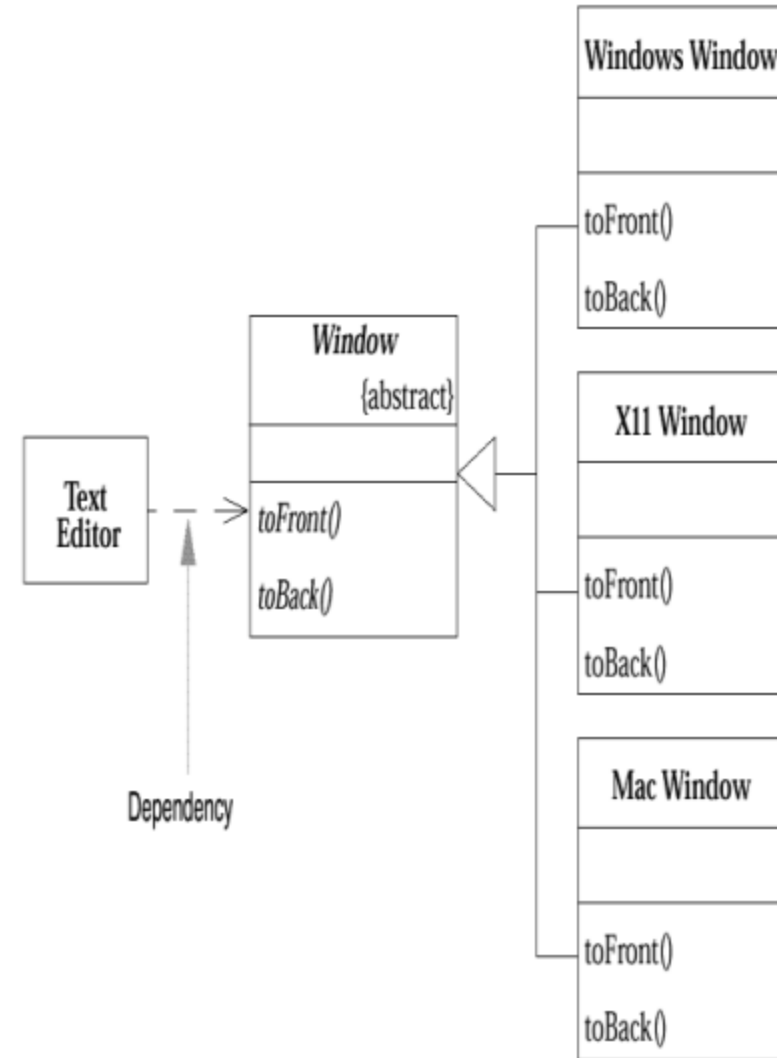 Windows Window
toFront()
toBack()
Window
{abstract}
toFront()
toBack()
Text
Editor
X11 Window
toFront()
toBack()
Mac Window
toFront()
toBack()
Dependency